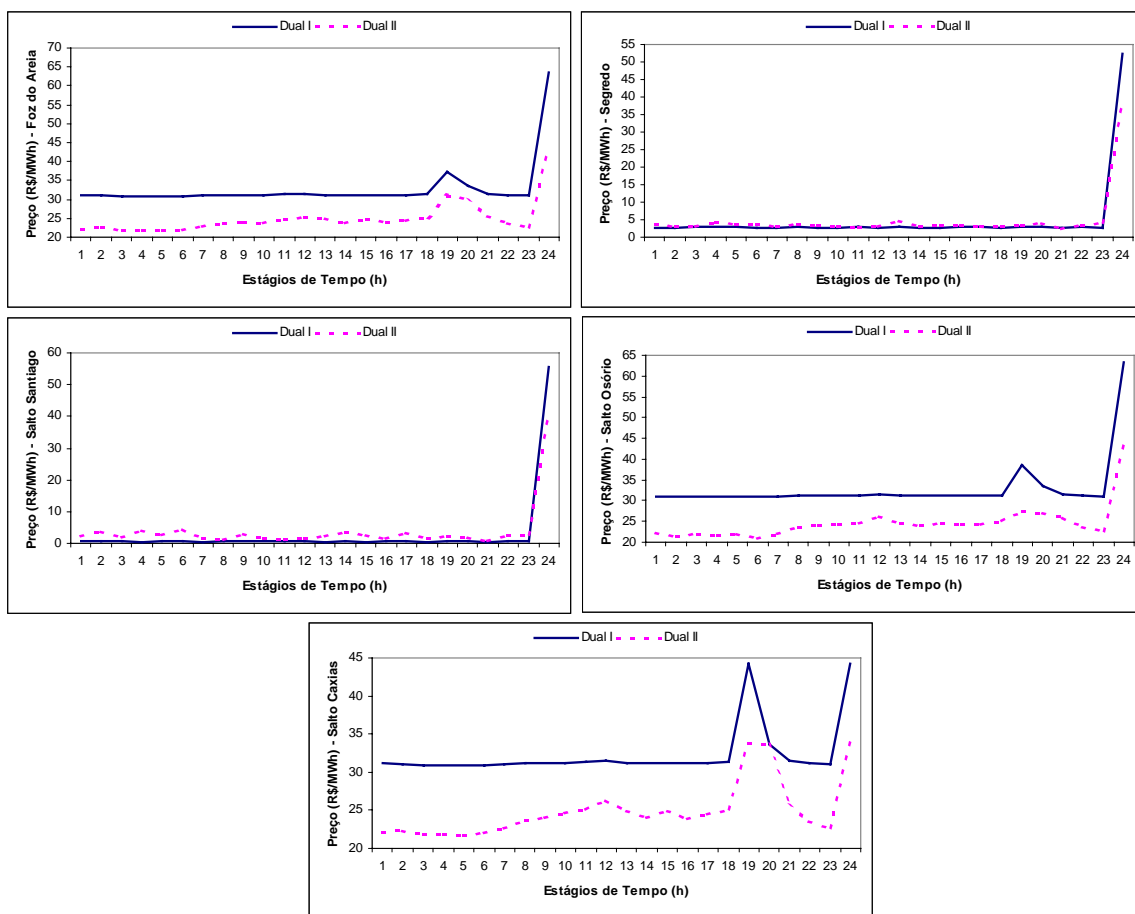 Dual I Dual II
Preço (R$/MWh) - Foz do Areia
70
65
60
55
50
45
40
35
30
25
20
1 2 3 4 5 6 7 8 9 10 11 12 13 14 15 16 17 18 19 20 21 22 23 24
Estágios de Tempo (h)
Dual I Dual II
Preço (R$/MWh) - Segredo
55
50
45
40
35
30
25
20
15
10
5
0
1 2 3 4 5 6 7 8 9 10 11 12 13 14 15 16 17 18 19 20 21 22 23 24
Estágios de Tempo (h)
Dual I Dual II
Preço (R$/MWh) - Salto Santiago
60
50
40
30
20
10
0
1 2 3 4 5 6 7 8 9 10 11 12 13 14 15 16 17 18 19 20 21 22 23 24
Estágios de Tempo (h)
Dual I Dual II
Preço (R$/MWh) - Salto Osório
65
60
55
50
45
40
35
30
25
20
1 2 3 4 5 6 7 8 9 10 11 12 13 14 15 16 17 18 19 20 21 22 23 24
Estágios de Tempo (h)
Dual I Dual II
Preço (R$/MWh) - Salto Caxias
45
40
35
30
25
20
1 2 3 4 5 6 7 8 9 10 11 12 13 14 15 16 17 18 19 20 21 22 23 24
Estágios de Tempo (h)